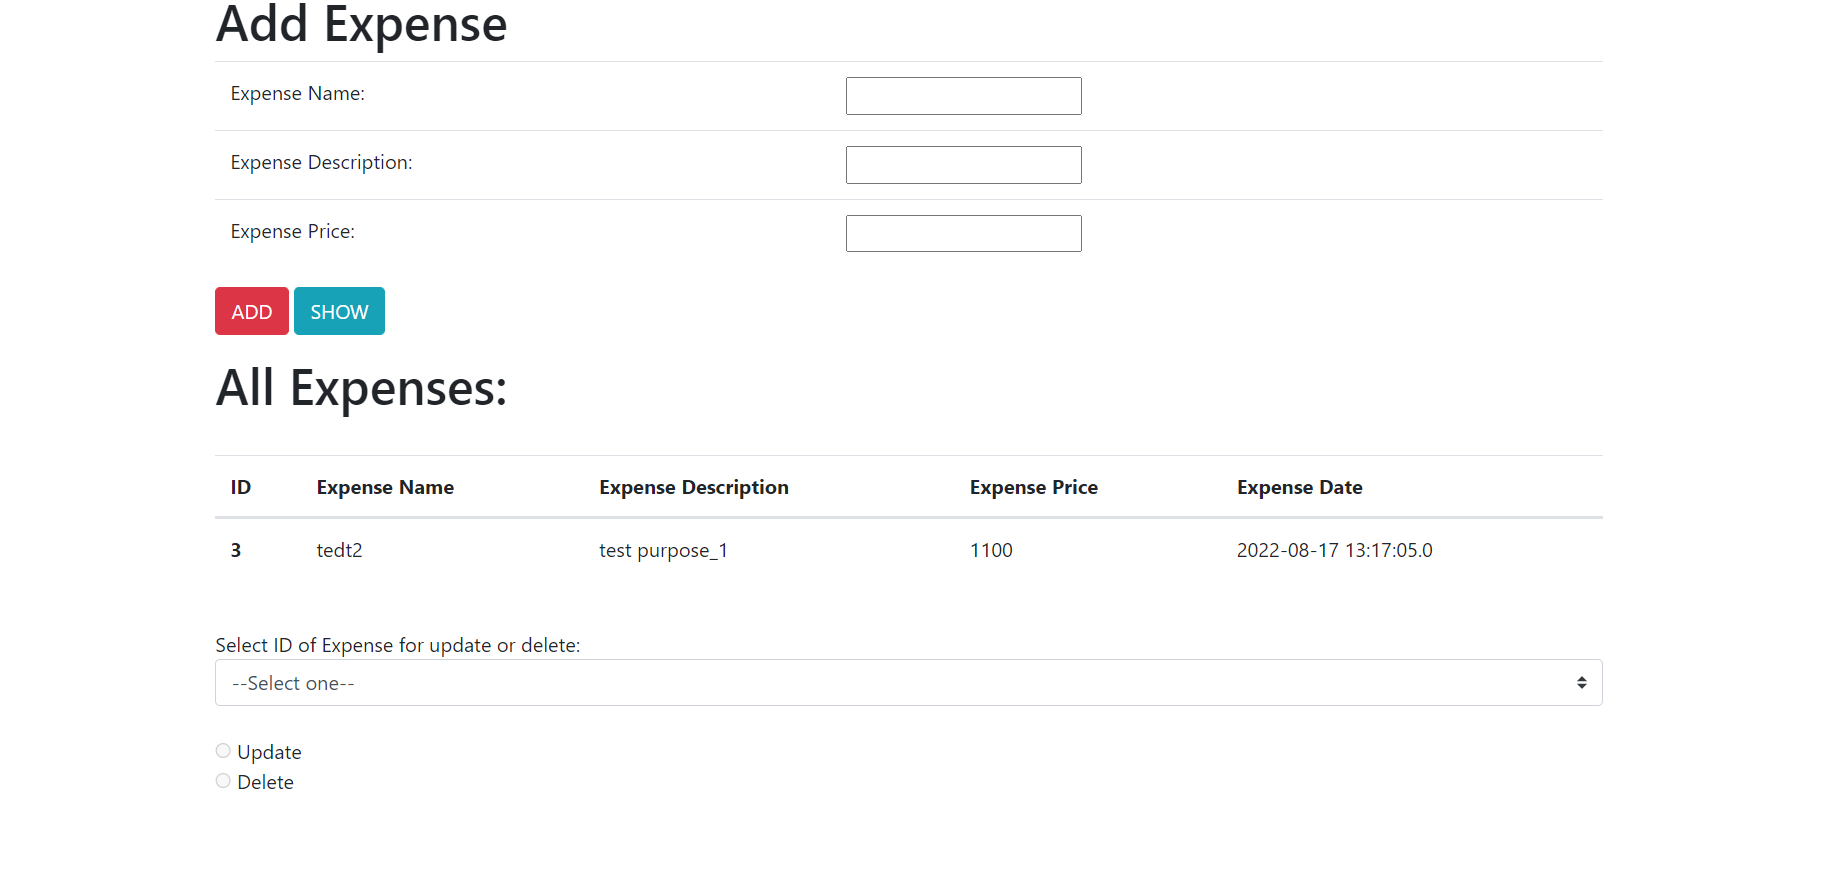 Add Expense
Expense Name:
Expense Description:
Expense Price:
ADD SHOW
All Expenses:
ID Expense Name Expense Description Expense Price Expense Date
3 tedt2 test purpose_1 1100 2022-08-17 13:17:05.0
Select ID of Expense for update or delete:
--Select one--
Update
Delete